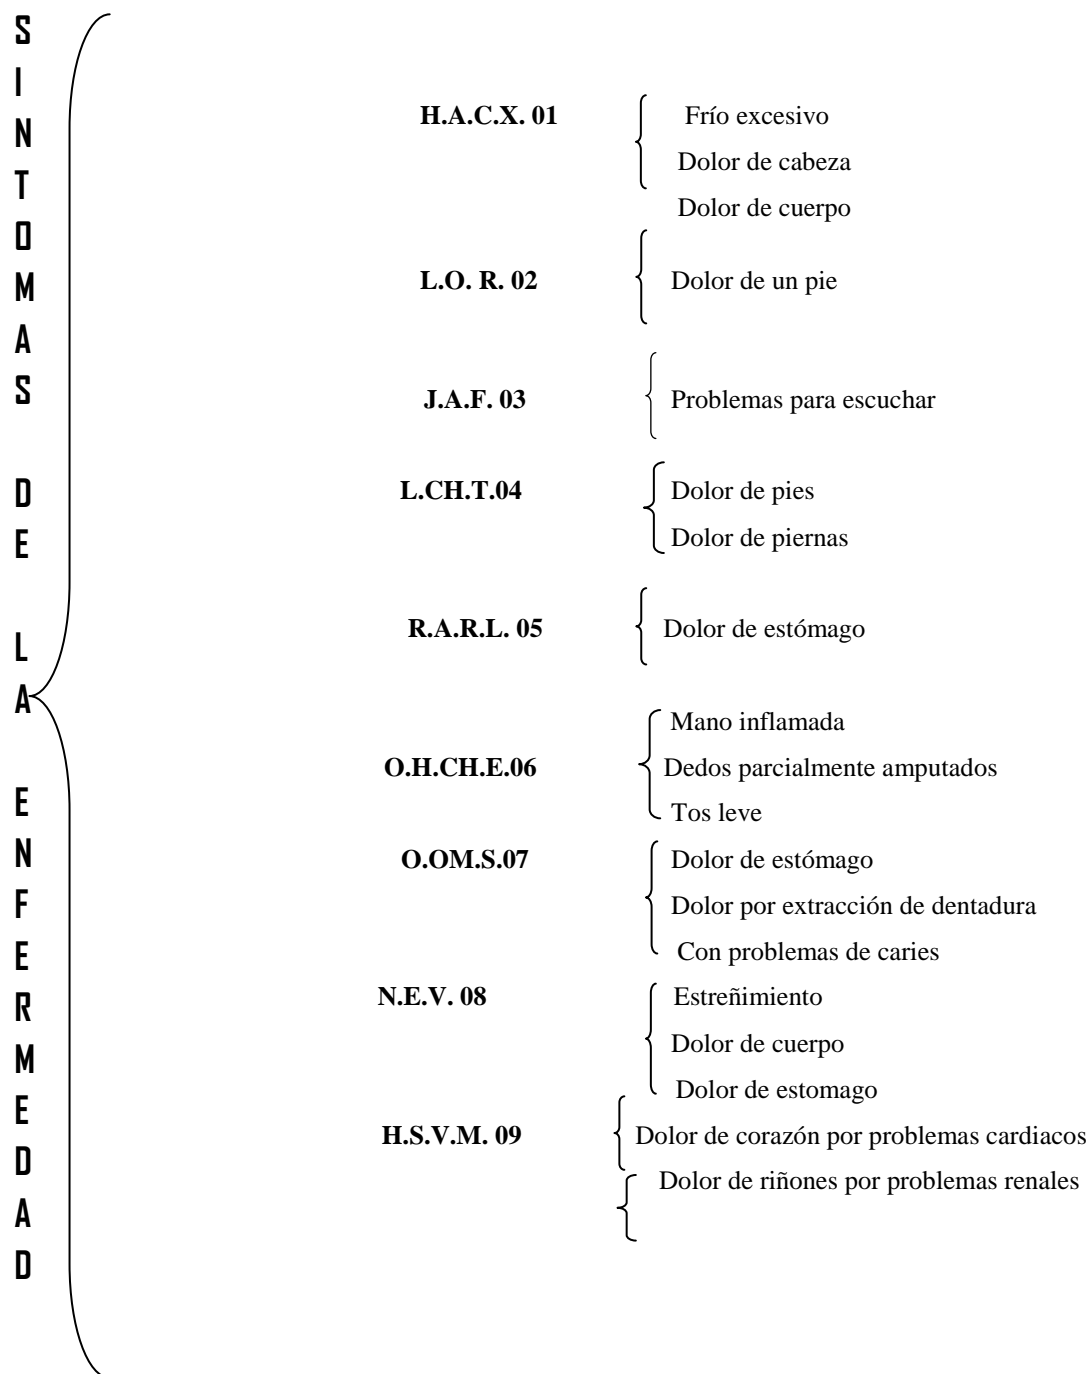 SINTOMAS DE LA ENFERMEDAD
H.A.C.X. 01
Frío excesivo
Dolor de cabeza
Dolor de cuerpo
L.O. R. 02
Dolor de un pie
J.A.F. 03
Problemas para escuchar
L.CH.T.04
Dolor de pies
Dolor de piernas
R.A.R.L. 05
Dolor de estómago
O.H.CH.E.06
Mano inflamada
Dedos parcialmente amputados
Tos leve
O.OM.S.07
Dolor de estómago
Dolor por extracción de dentadura
Con problemas de caries
N.E.V. 08
Estreñimiento
Dolor de cuerpo
Dolor de estomago
H.S.V.M. 09
Dolor de corazón por problemas cardiacos
Dolor de riñones por problemas renales